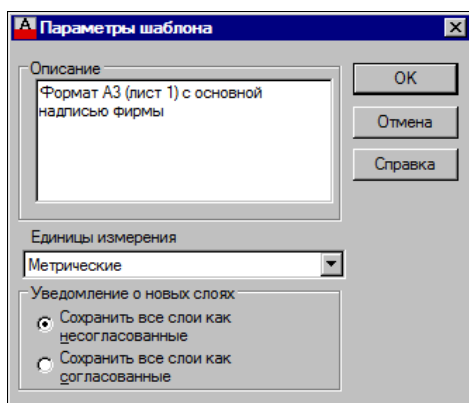 Параметры шаблона
Описание
Формат А3 (лист 1) с основной
надписью фирмы
OK
Отмена
Справка
Единицы измерения
Метрические
Уведомление о новых слоях
Сохранить все слои как
несогласованные
Сохранить все слои как
согласованные